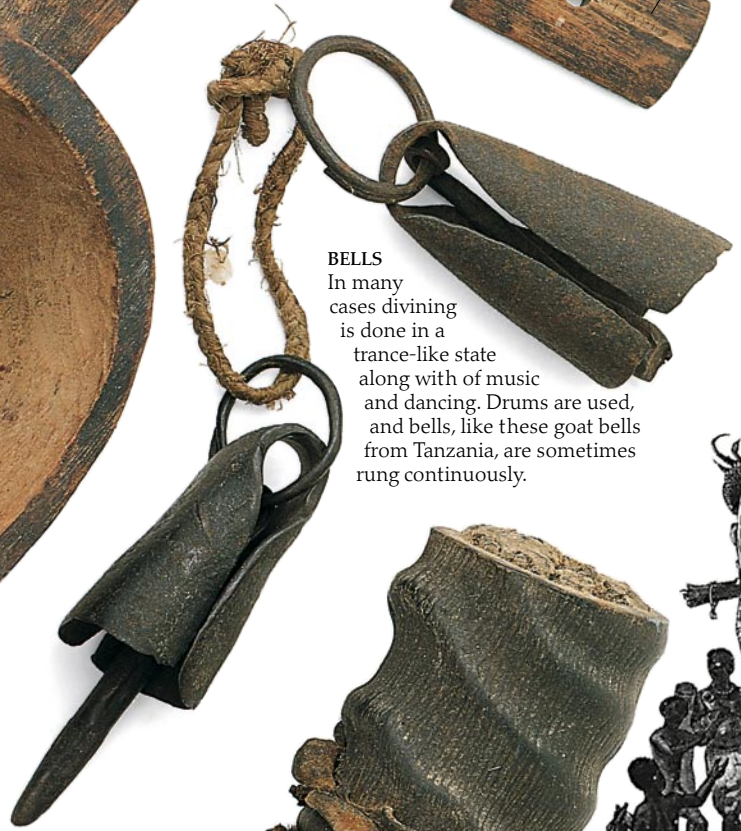 BELLS
In many
cases divining
is done in a
trance-like state
along with of music
and dancing. Drums are used,
and bells, like these goat bells
from Tanzania, are sometimes
rung continuously.